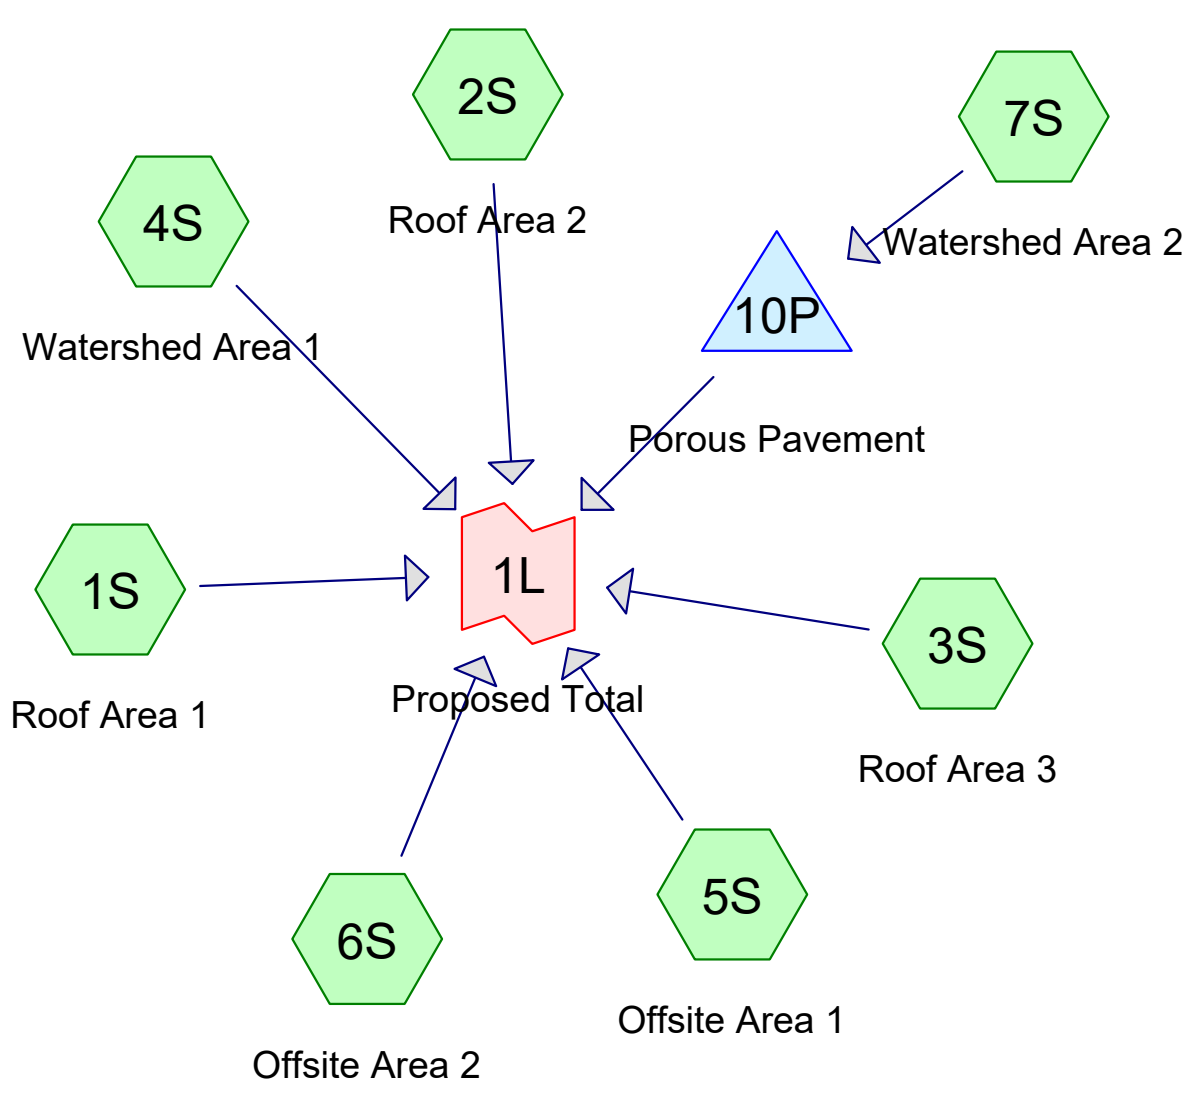 2S
Roof Area 2
7S
Watershed Area 2
4S
Watershed Area 1
10P
Porous Pavement
1S
Roof Area 1
1L
Proposed Total
3S
Roof Area 3
6S
Offsite Area 2
5S
Offsite Area 1